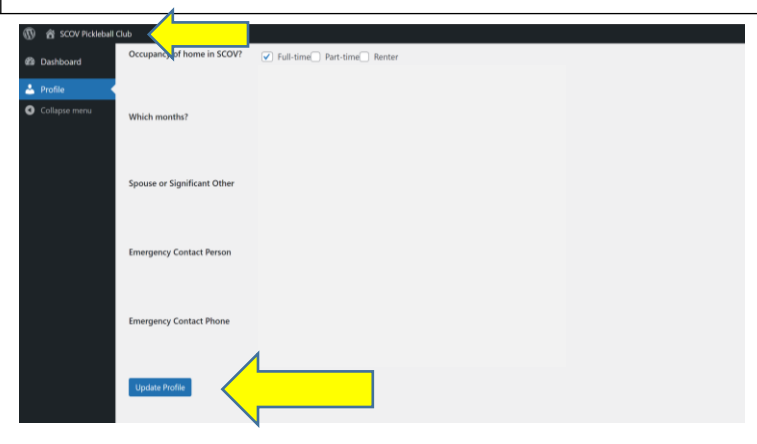 SCOV Pickleball Club
Dashboard
Profile
Collapse menu
Occupancy of home in SCOV?
Full-time Part-time Renter
Which months?
Spouse or Significant Other
Emergency Contact Person
Emergency Contact Phone
Update Profile